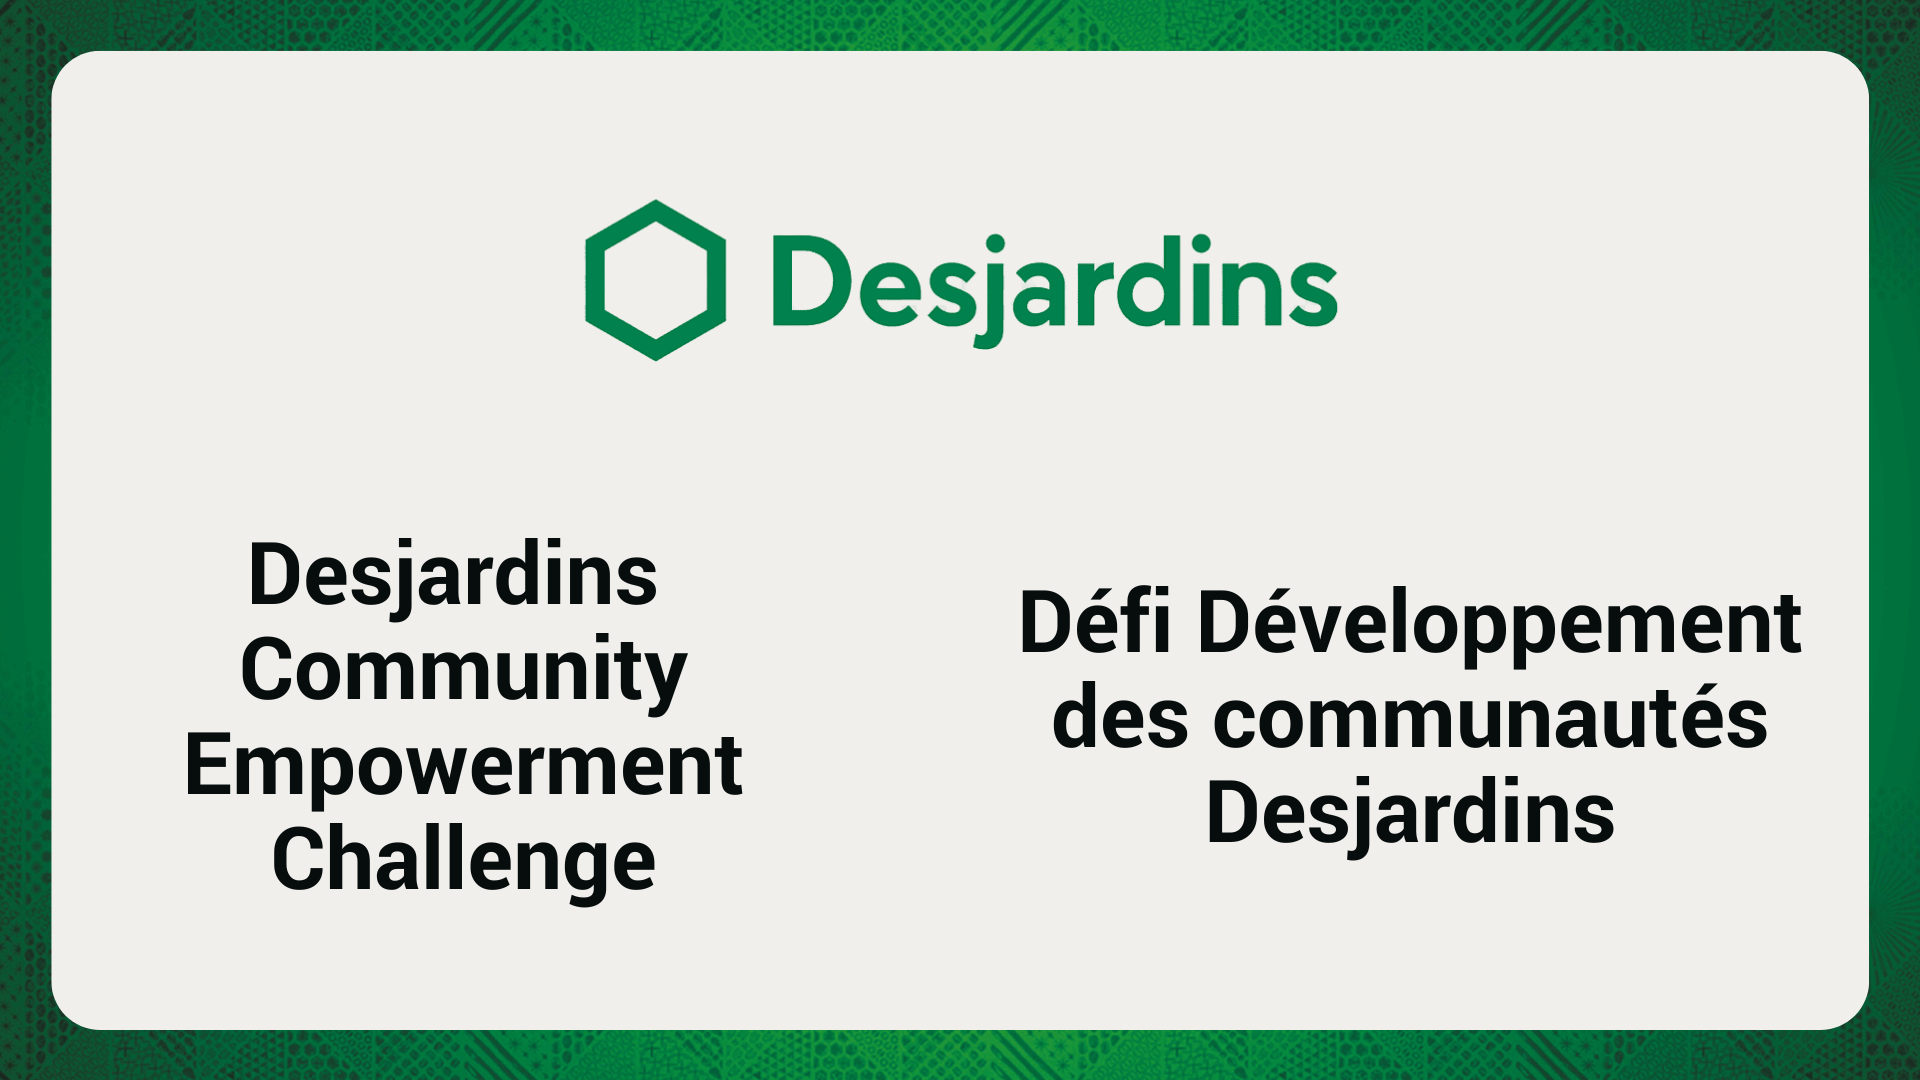 Desjardins
Desjardins
Community
Empowerment
Challenge
Défi Développement
des communautés
Desjardins